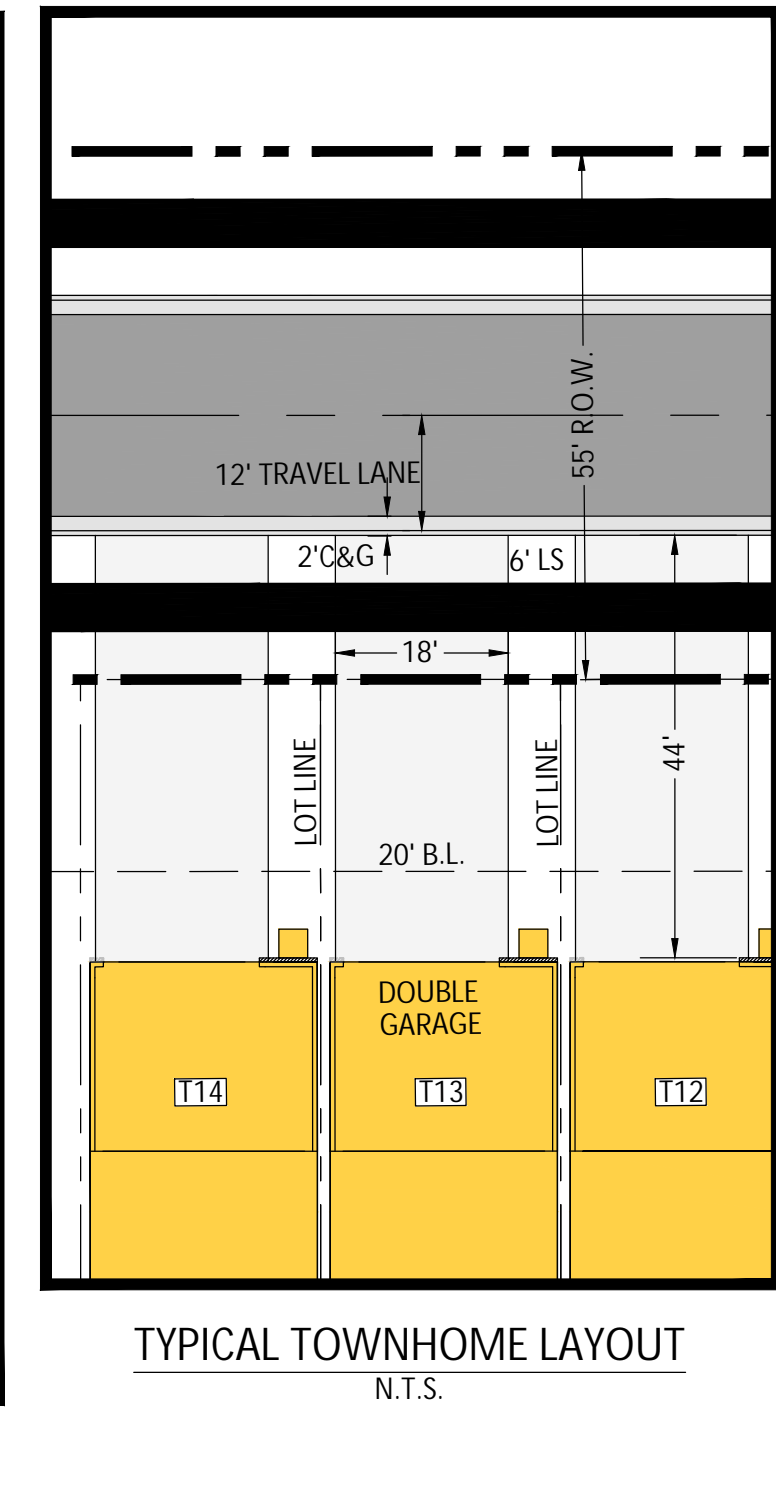 55' R.O.W.
12' TRAVEL LANE
2'C&G
6' LS
18'
44'
LOT LINE
LOT LINE
20' B.L.
DOUBLE
GARAGE
T14
T13
T12
TYPICAL TOWNHOME LAYOUT
N.T.S.